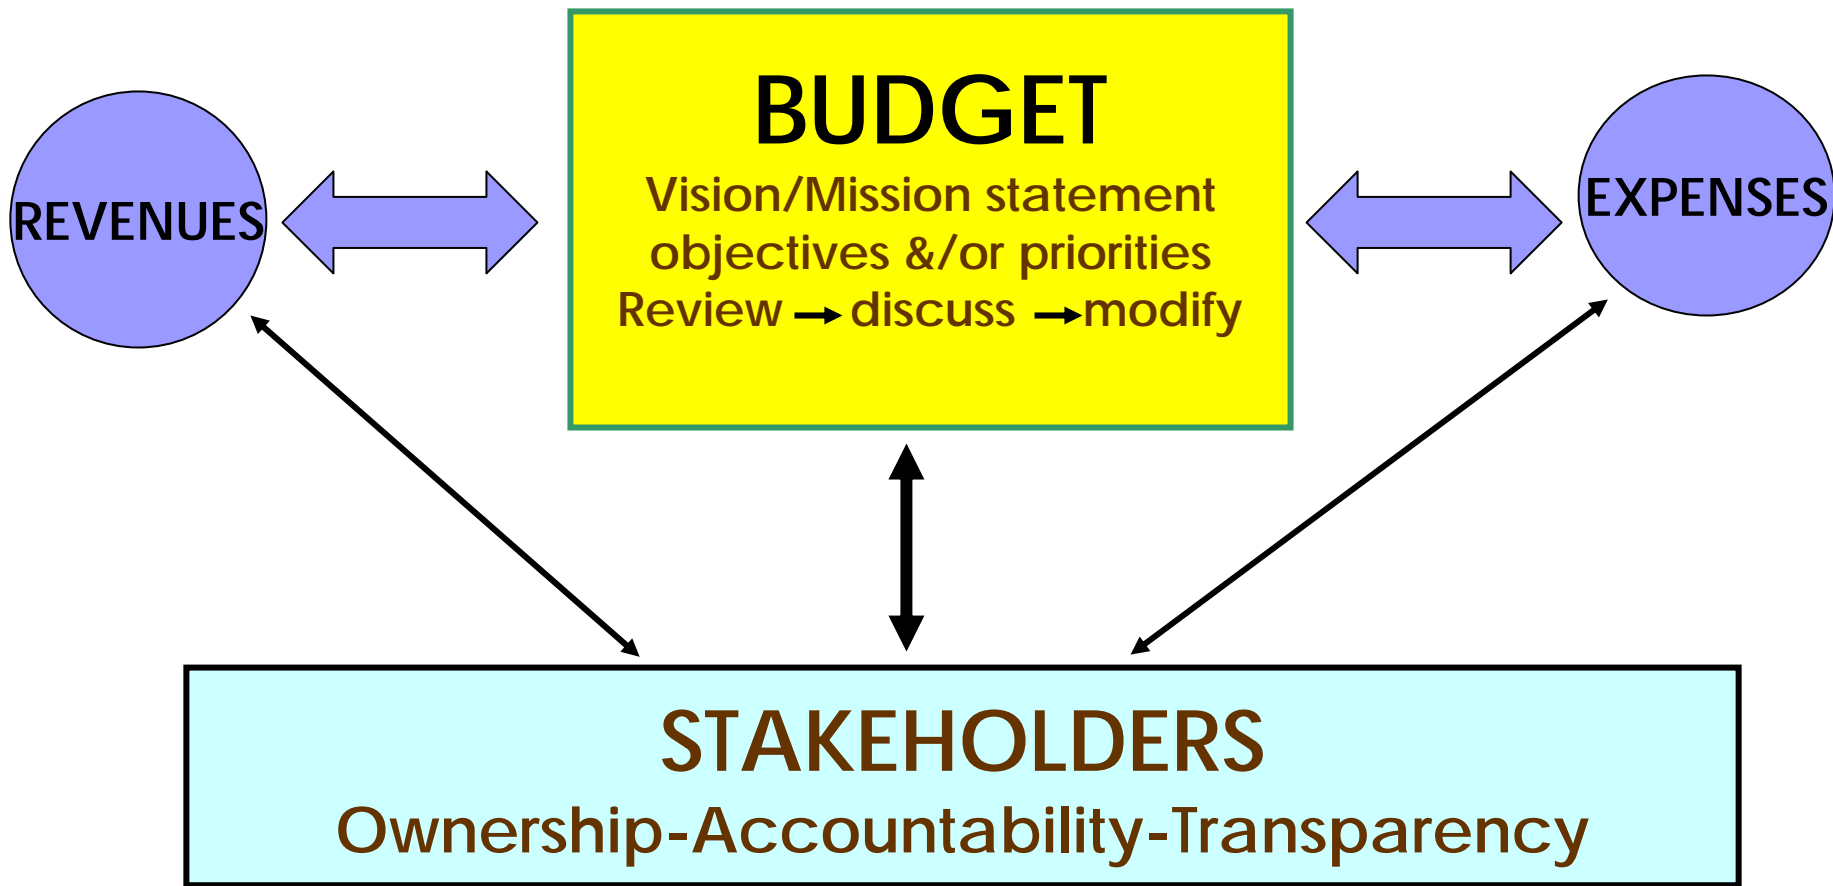 BUDGET
Vision/Mission statement
objectives &/or priorities
Review → discuss → modify
REVENUES
EXPENSES
STAKEHOLDERS
Ownership-Accountability-Transparency